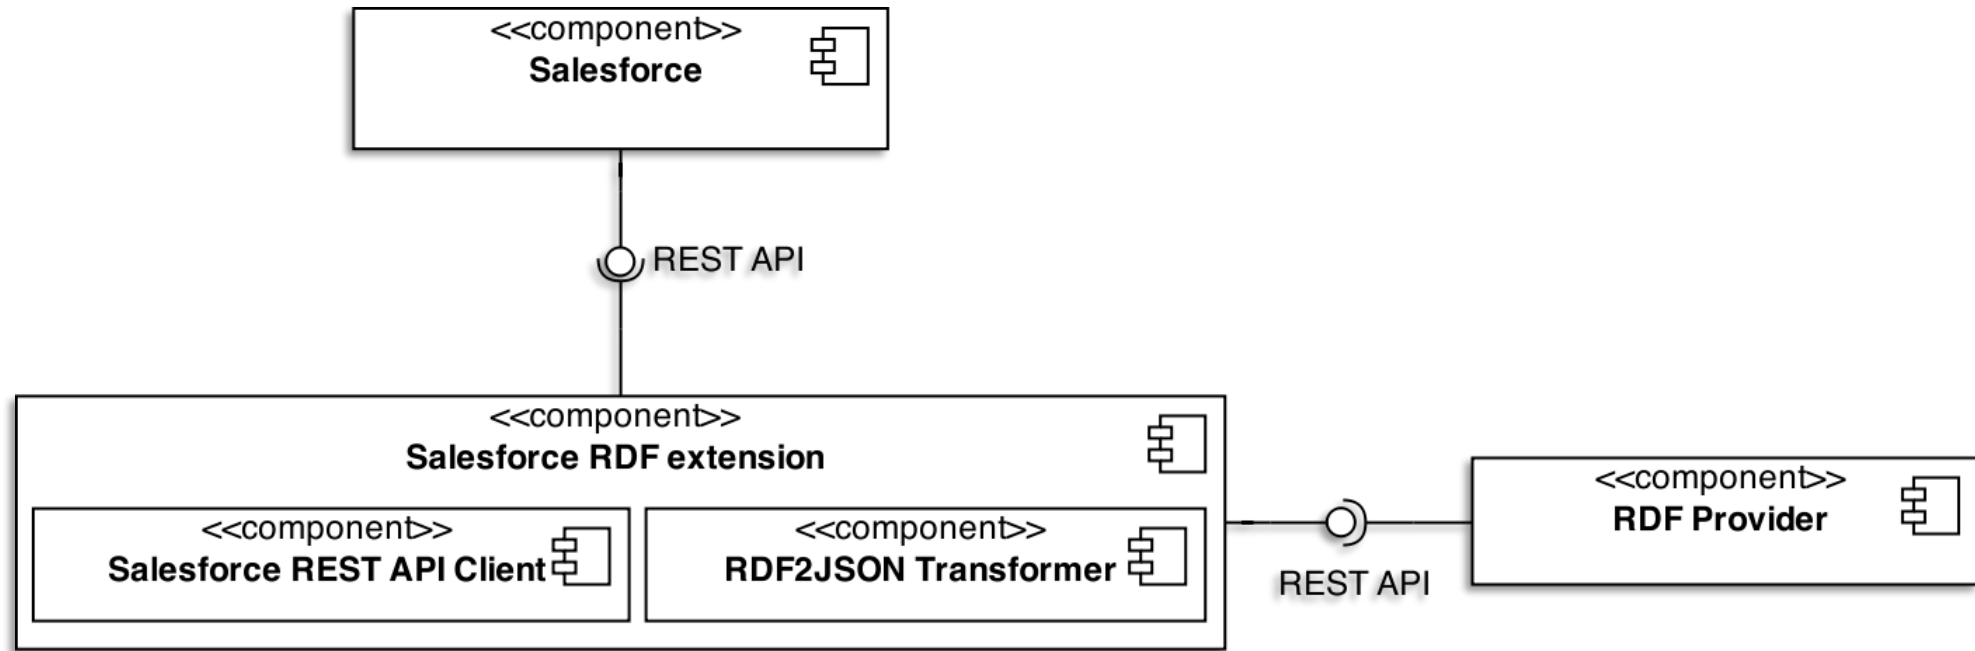 <<component>>
Salesforce
REST API
<<component>>
Salesforce RDF extension
<<component>>
Salesforce REST API Client
<<component>>
RDF2JSON Transformer
REST API
<<component>>
RDF Provider